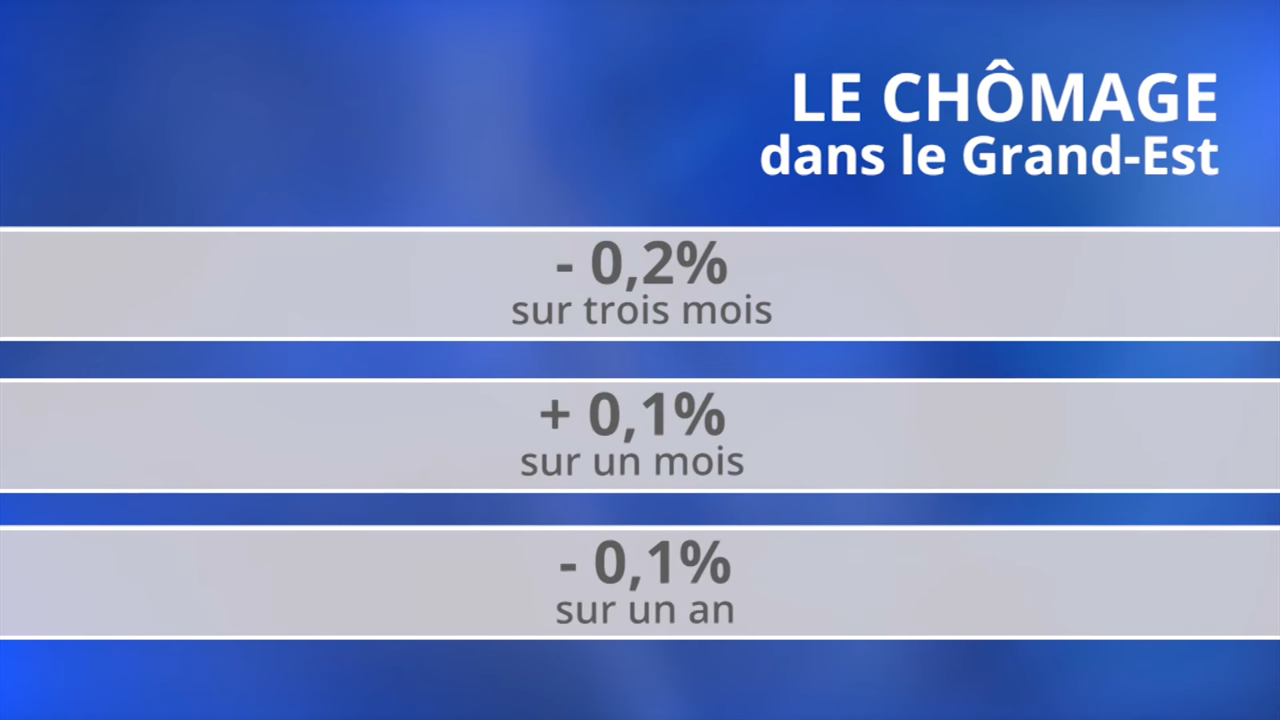 LE CHÔMAGE
dans le Grand-Est
- 0,2%
sur trois mois
+ 0,1%
sur un mois
- 0,1%
sur un an